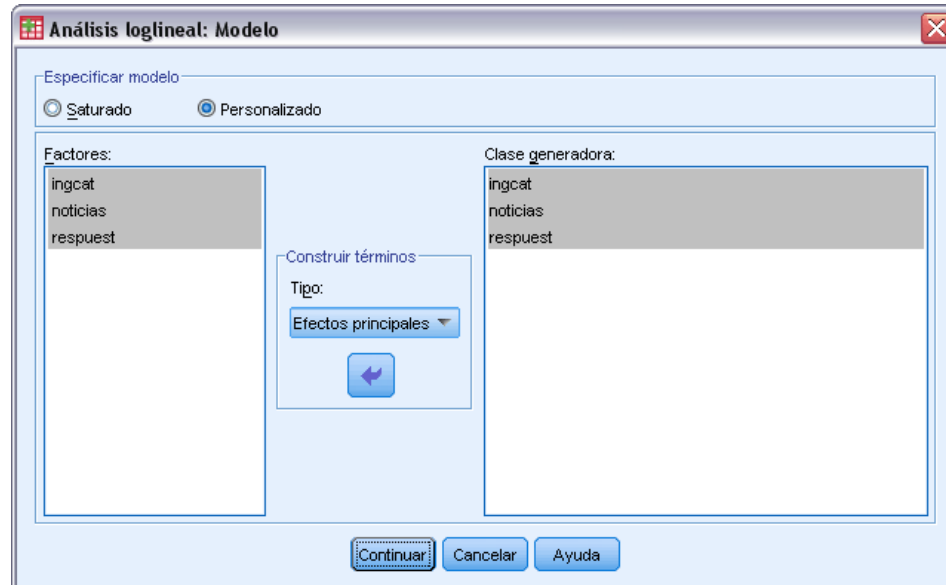 Análisis loglineal: Modelo
Especificar modelo
Saturado
Personalizado
Factores:
ingcat
noticias
respuest
Construir términos
Tipo:
Efectos principales
Clase generadora:
ingcat
noticias
respuest
Continuar
Cancelar
Ayuda